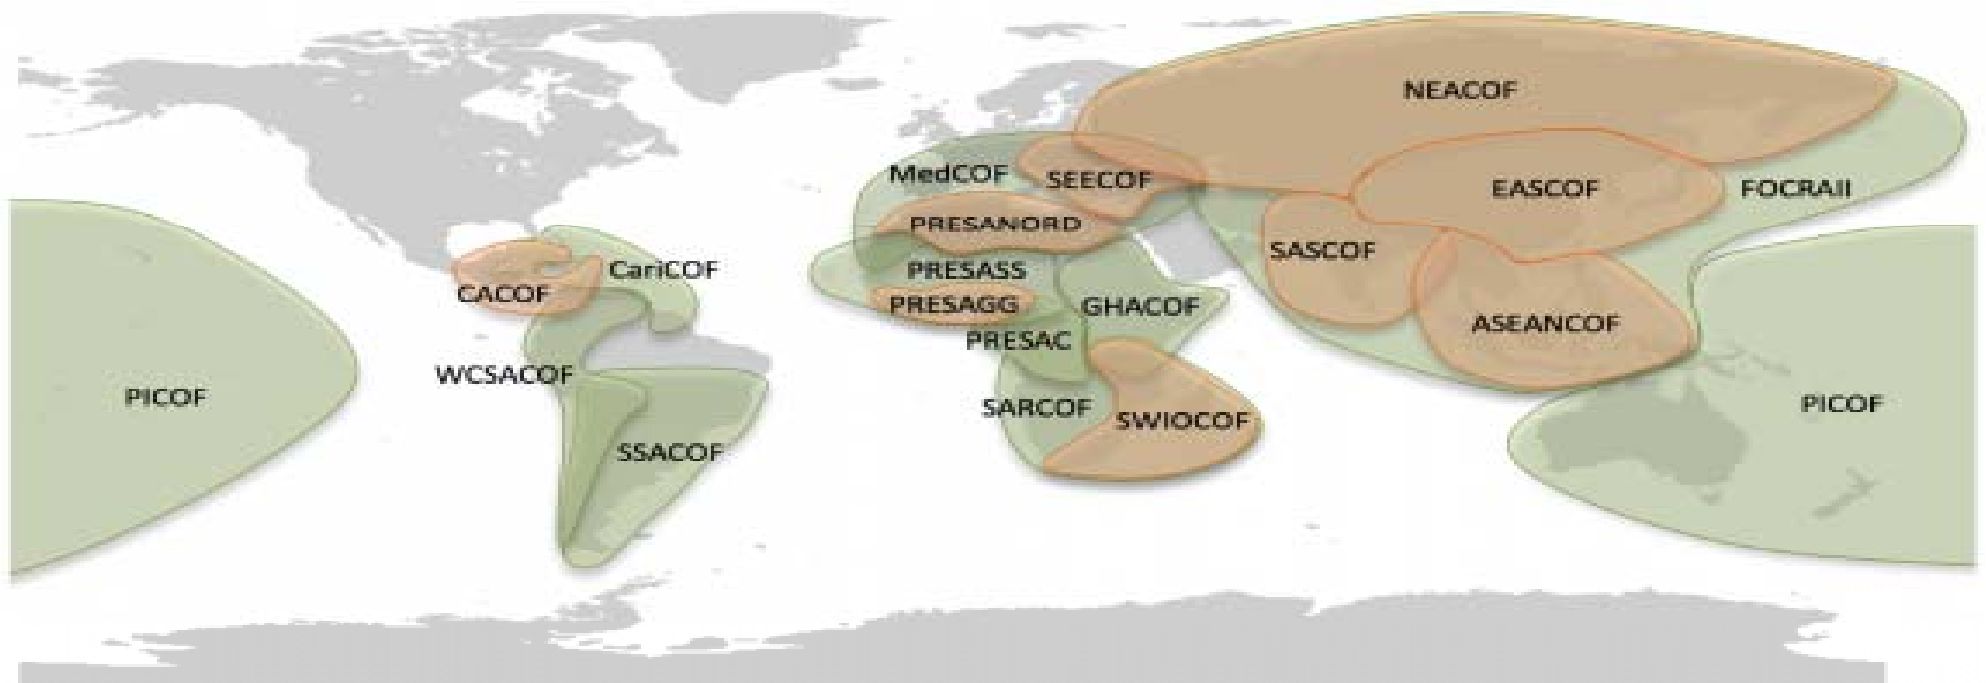 NEACOF
MedCOF
SEECOF
EASCOF
FOCRAII
PRESANORD
SASCOF
CariCOF
PRESASS
CACOF
PRESAGG
GHACOF
ASEANCOF
PRESAC
WCSACOF
PICOF
SARCOF
SWIOCOF
PICOF
SSACOF